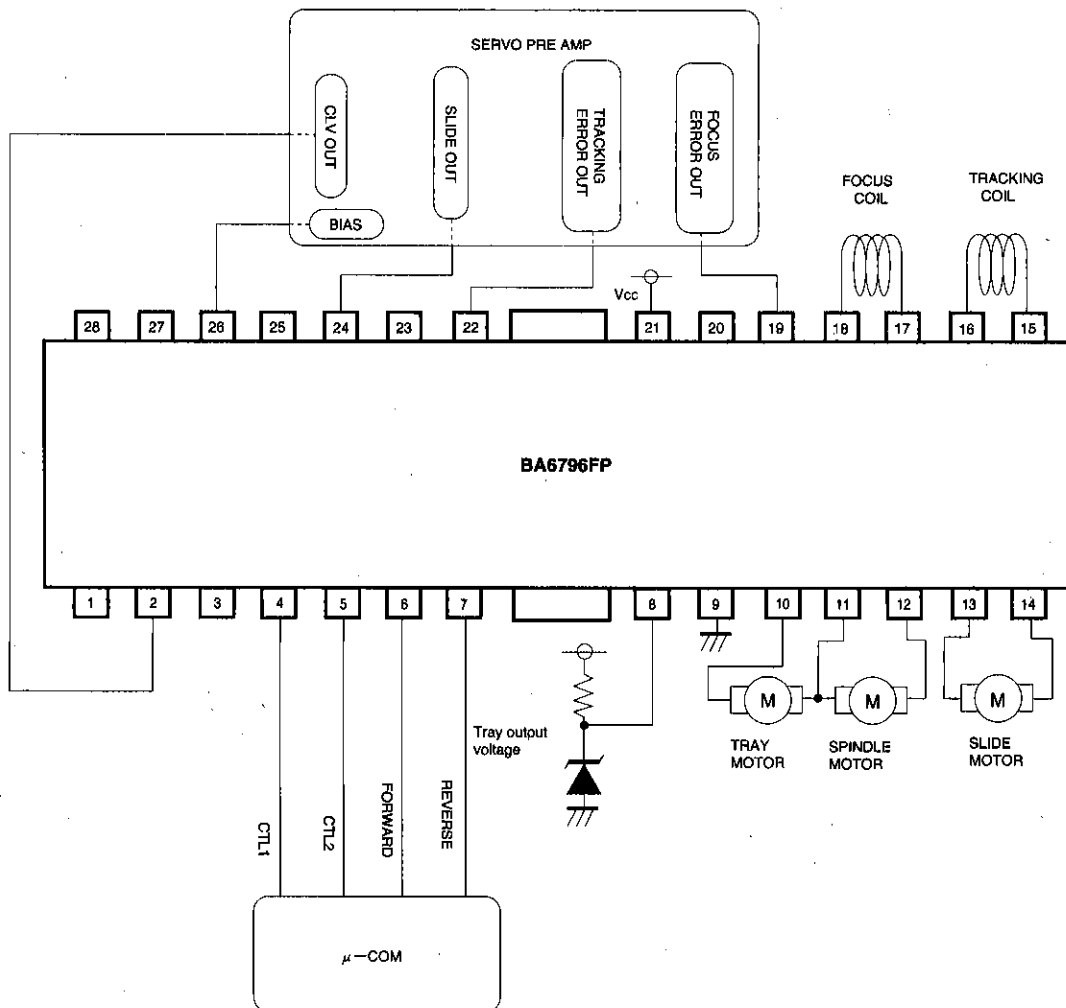 SERVO PRE AMP
CLV OUT
SLIDE OUT
TRACKING
ERROR OUT
FOCUS
ERROR OUT
BIAS
FOCUS
COIL
TRACKING
COIL
Vcc
28 27 26 25 24 23 22 21 20 19 18 17 16 15
BA6796FP
1 2 3 4 5 6 7 8 9 10 11 12 13 14
Tray output
voltage
M M M
TRAY
MOTOR
SPINDLE
MOTOR
SLIDE
MOTOR
CTL1
CTL2
FORWARD
REVERSE
μ-COM